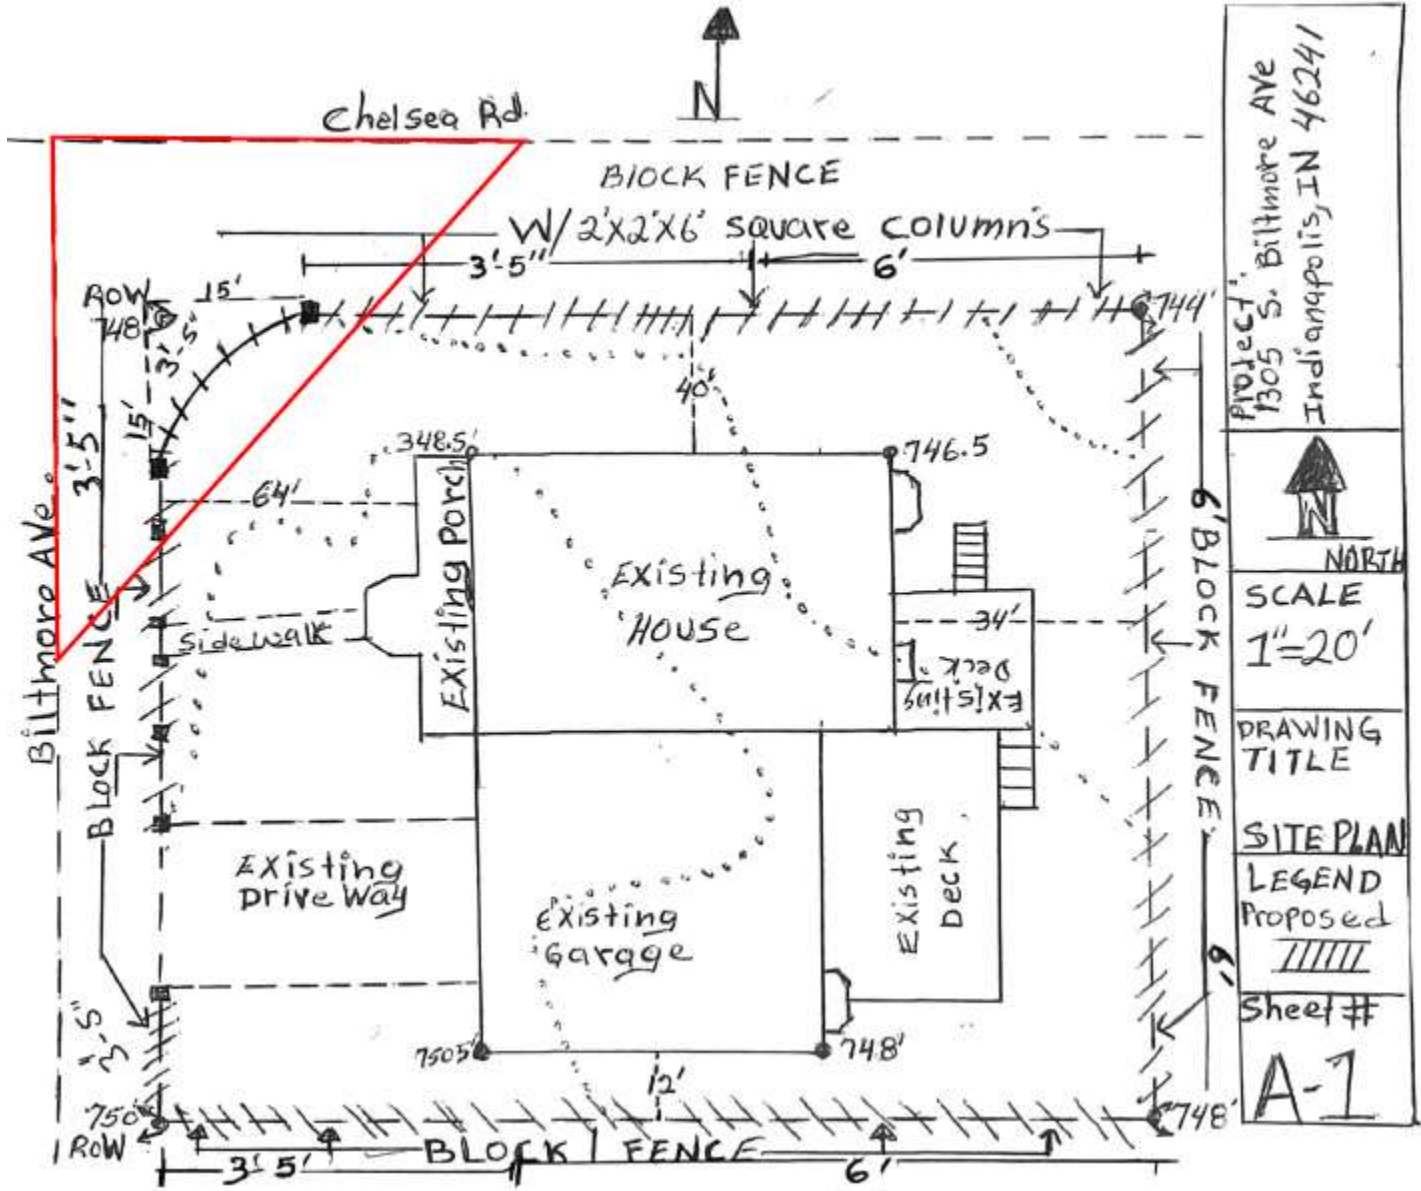 N
Chelsea Rd.
BLOCK FENCE
W/2'X2'X6' square columns
3'-5"
6'
ROW
748'
15'
3'-5"
15'
3'-5"
744'
40'
348.5'
746.5
64'
Existing Porch
Existing
HOUSE
Sidewalk
34'
Existing
Deck
Biltmore AVe.
BLOCK FENCE
6' BLOCK FENCE
6'
Existing
DriveWay
Existing
Garage
Existing
Deck
3'-5"
7505'
748'
12'
750'
ROW
748'
BLOCK FENCE
3'5'
6'
Project:
1305 S. Biltmore Ave
Indianapolis, IN 46241
N
NORTH
SCALE
1"=20'
DRAWING
TITLE
SITE PLAN
LEGEND
Proposed
Sheet #
A-1